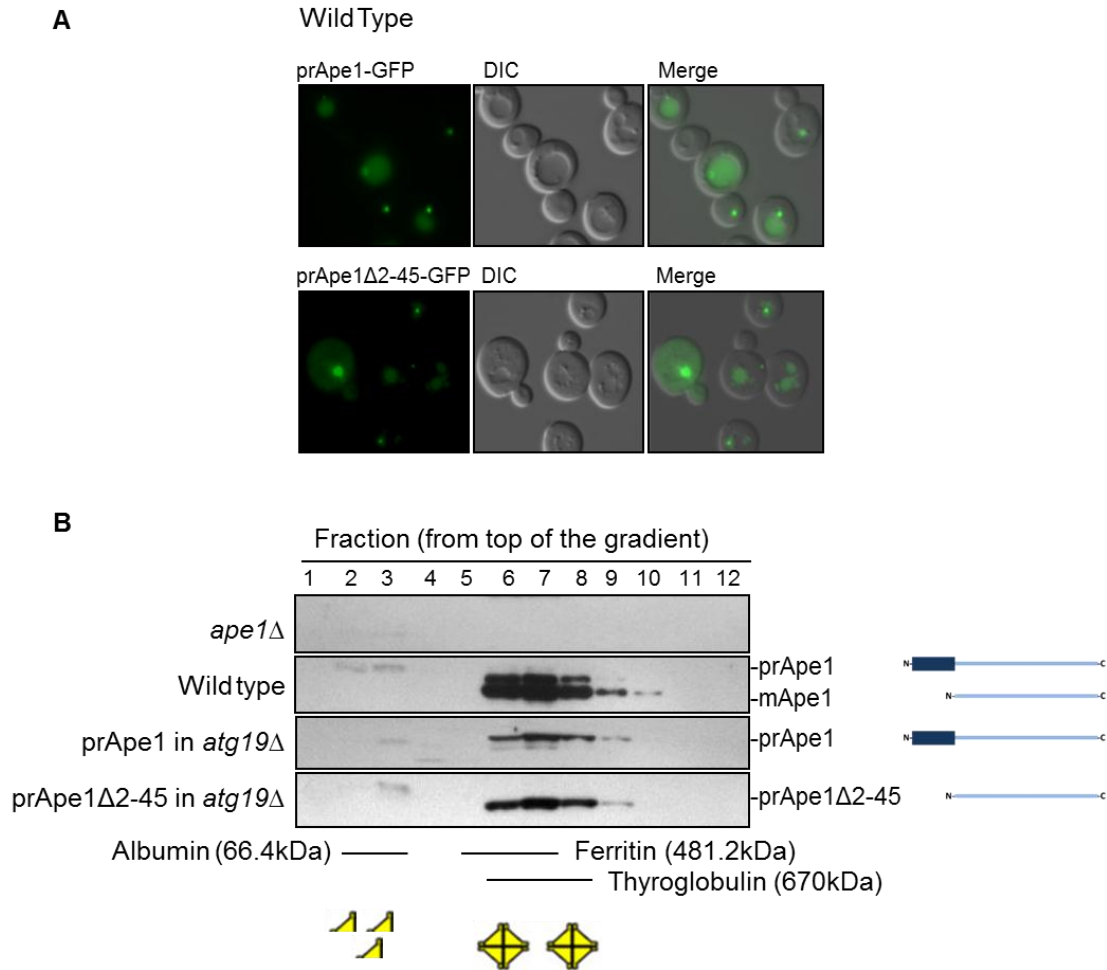 A
Wild Type
prApe1-GFP DIC Merge
prApe1Δ2-45-GFP DIC Merge
B
Fraction (from top of the gradient)
1 2 3 4 5 6 7 8 9 10 11 12
ape1Δ
-prApe1 N- -C
Wild type
-mApe1 N- -C
prApe1 in atg19Δ -prApe1 N- -C
prApe1Δ2-45 in atg19Δ -prApe1Δ2-45 N- -C
Albumin (66.4kDa) Ferritin (481.2kDa)
Thyroglobulin (670kDa)